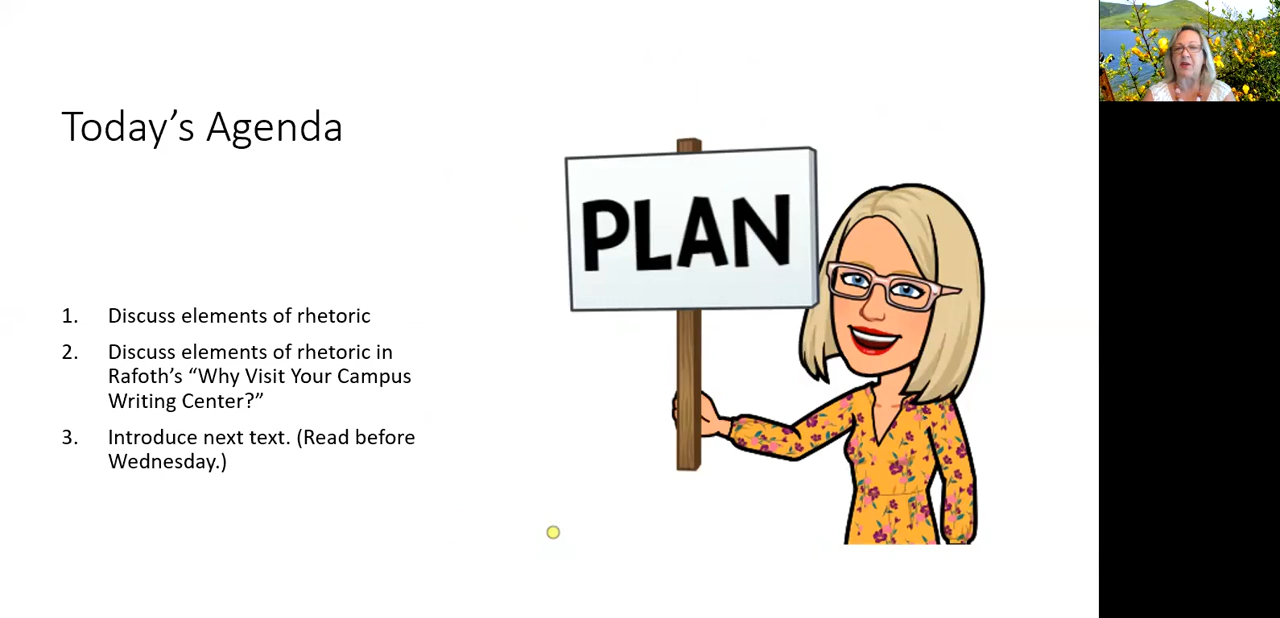 Today’s Agenda
PLAN
1. Discuss elements of rhetoric
2. Discuss elements of rhetoric in
Rafoth’s “Why Visit Your Campus
Writing Center?”
3. Introduce next text. (Read before
Wednesday.)